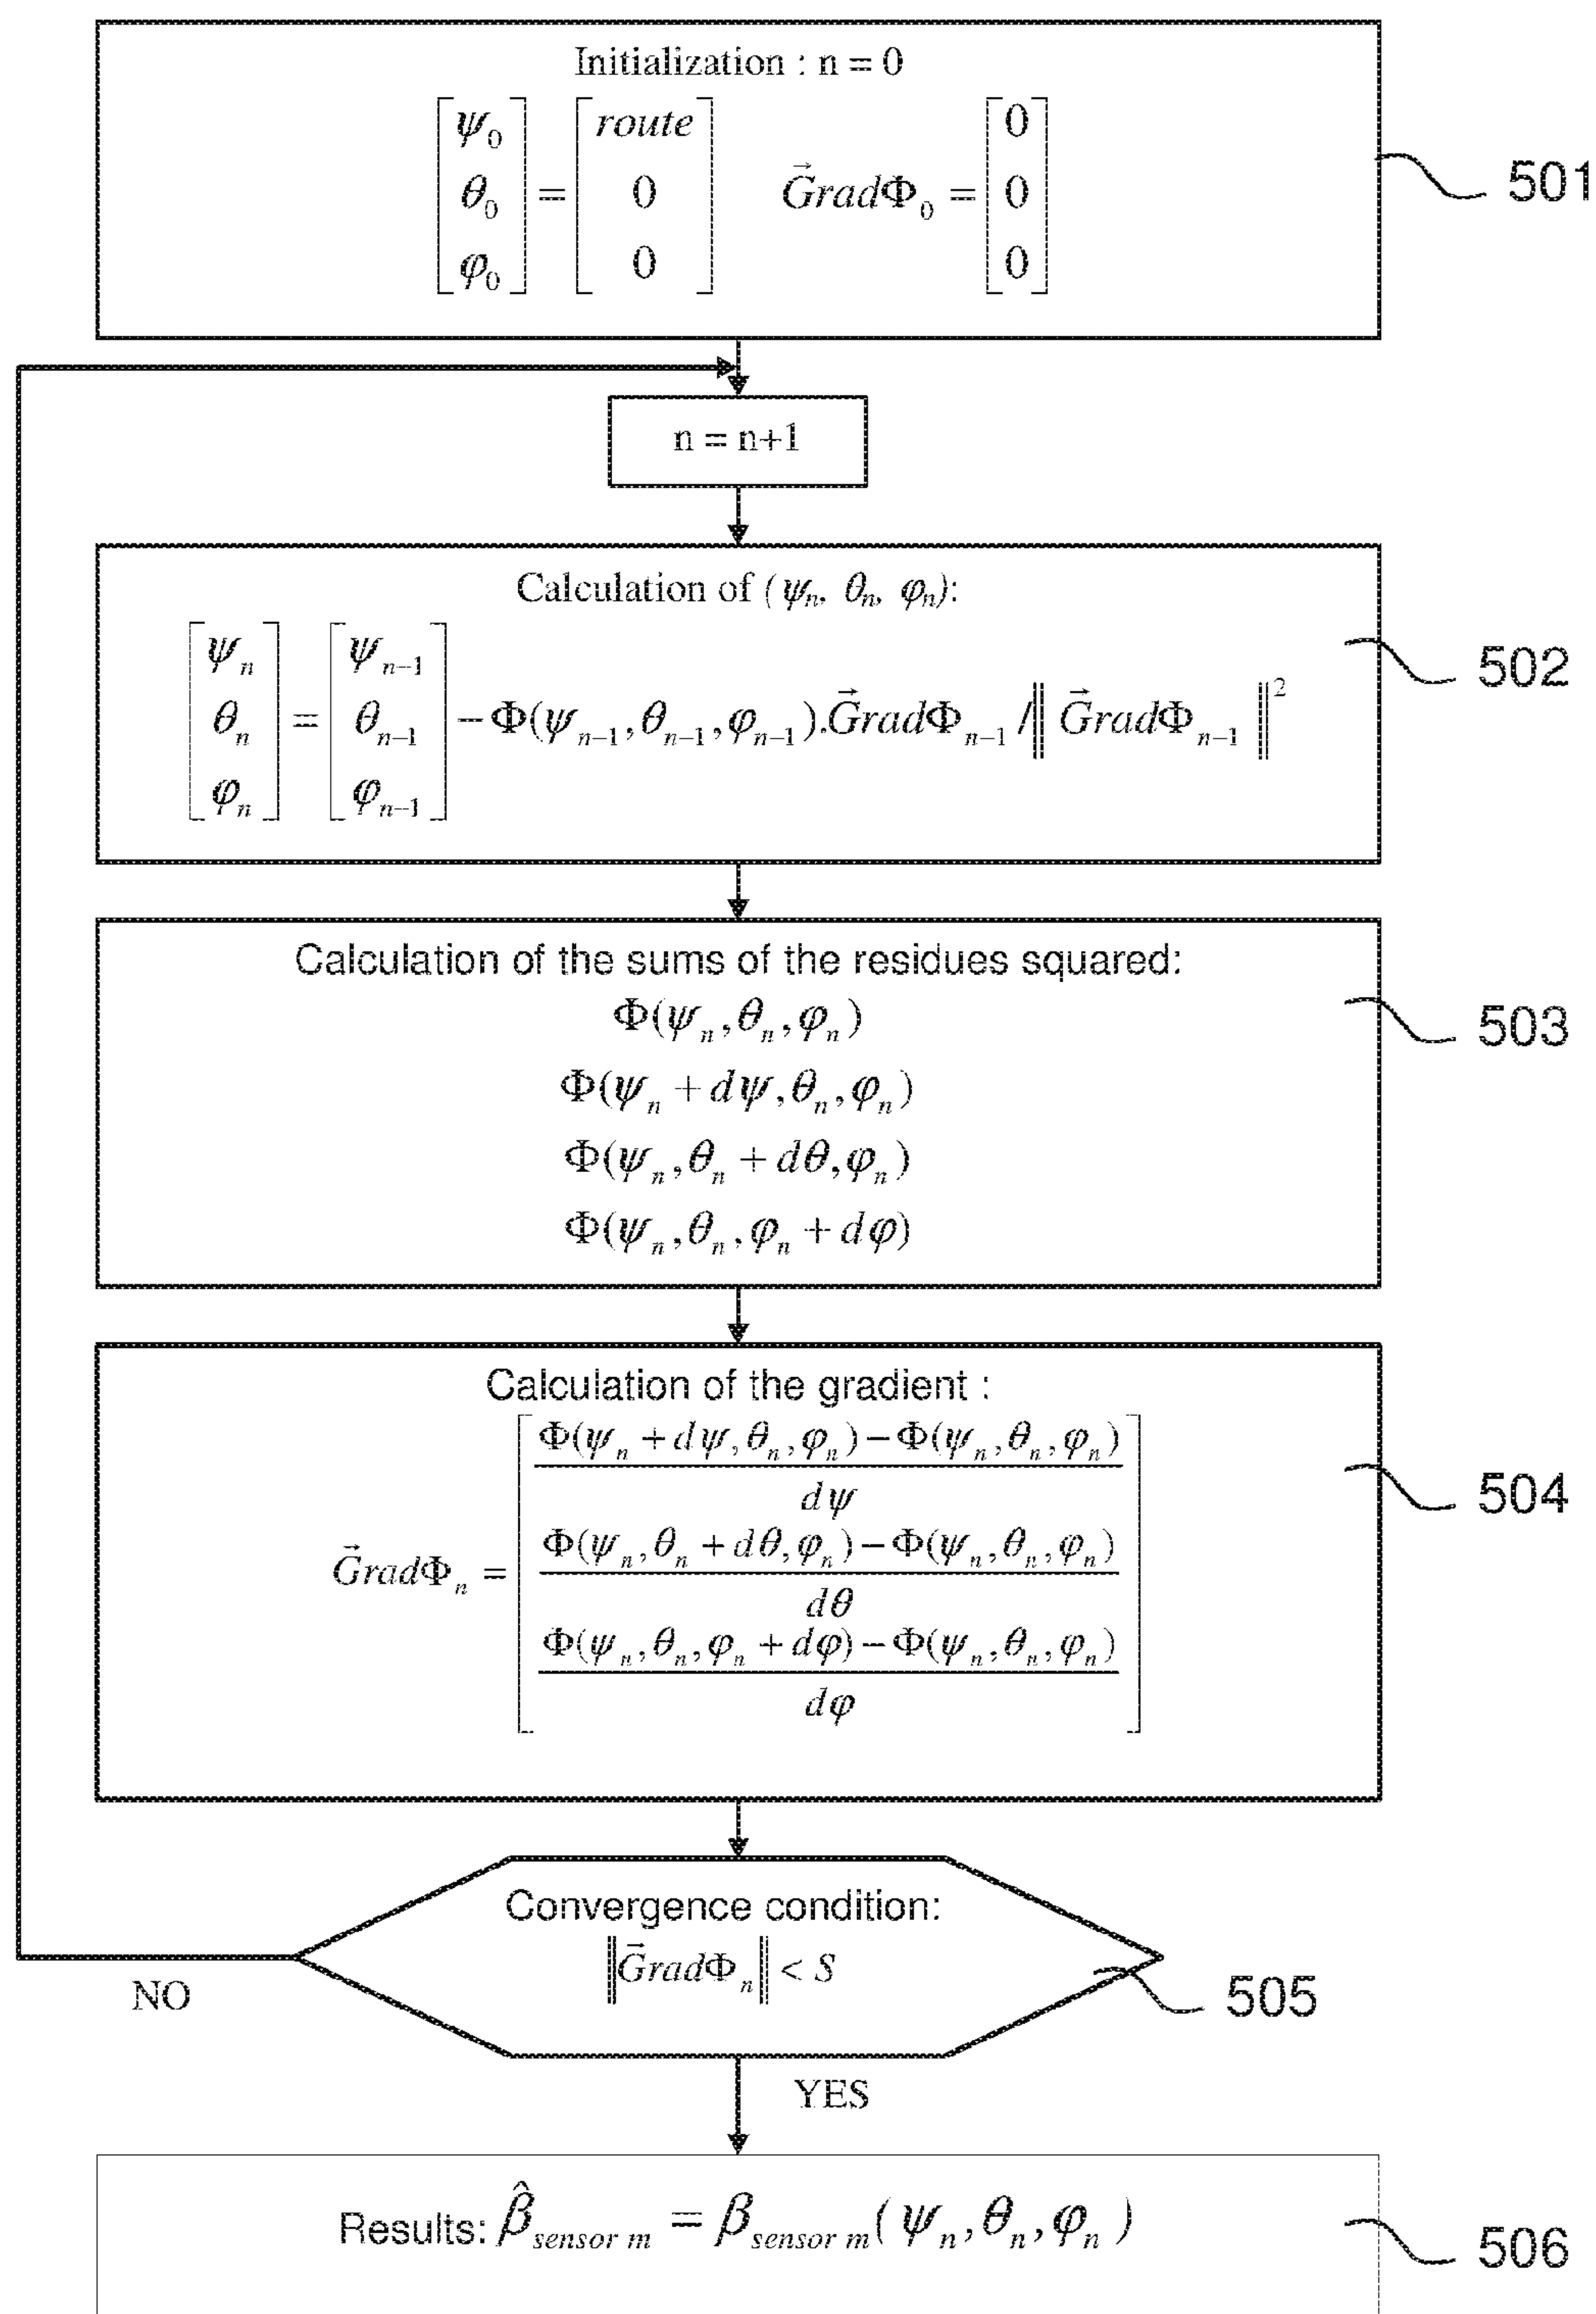 Initialization : n = 0
[ψ₀ θ₀ φ₀] = [route 0 0] G⃗radΦ₀ = [0 0 0]
501
n = n+1
Calculation of (ψₙ, θₙ, φₙ):
[ψₙ θₙ φₙ] = [ψₙ₋₁ θₙ₋₁ φₙ₋₁] − Φ(ψₙ₋₁,θₙ₋₁,φₙ₋₁).G⃗radΦₙ₋₁ /‖ G⃗radΦₙ₋₁ ‖²
502
Calculation of the sums of the residues squared:
Φ(ψₙ,θₙ,φₙ)
Φ(ψₙ + dψ,θₙ,φₙ)
Φ(ψₙ,θₙ + dθ,φₙ)
Φ(ψₙ,θₙ,φₙ + dφ)
503
Calculation of the gradient :
Φ(ψₙ + dψ,θₙ,φₙ) − Φ(ψₙ,θₙ,φₙ)
dψ
Φ(ψₙ,θₙ + dθ,φₙ) − Φ(ψₙ,θₙ,φₙ)
G⃗radΦₙ =
dθ
Φ(ψₙ,θₙ,φₙ + dφ) − Φ(ψₙ,θₙ,φₙ)
dφ
504
Convergence condition:
‖G⃗radΦₙ‖ < S
505
NO
YES
Results: β̂sensor m = βsensor m( ψₙ,θₙ,φₙ )
506